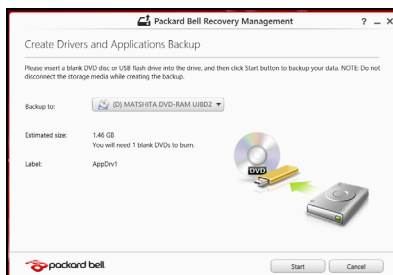 Packard Bell Recovery Management
? – X
Create Drivers and Applications Backup
Please insert a blank DVD disc or USB flash drive into the drive, and then click Start button to backup your data. NOTE: Do not
disconnect the storage media while creating the backup.
Backup to:
(D) MATSHITA DVD-RAM UJ8D2
Estimated size:
1.46 GB
You will need 1 blank DVDs to burn.
Label:
AppDrv1
DVD
packard bell
Start
Cancel